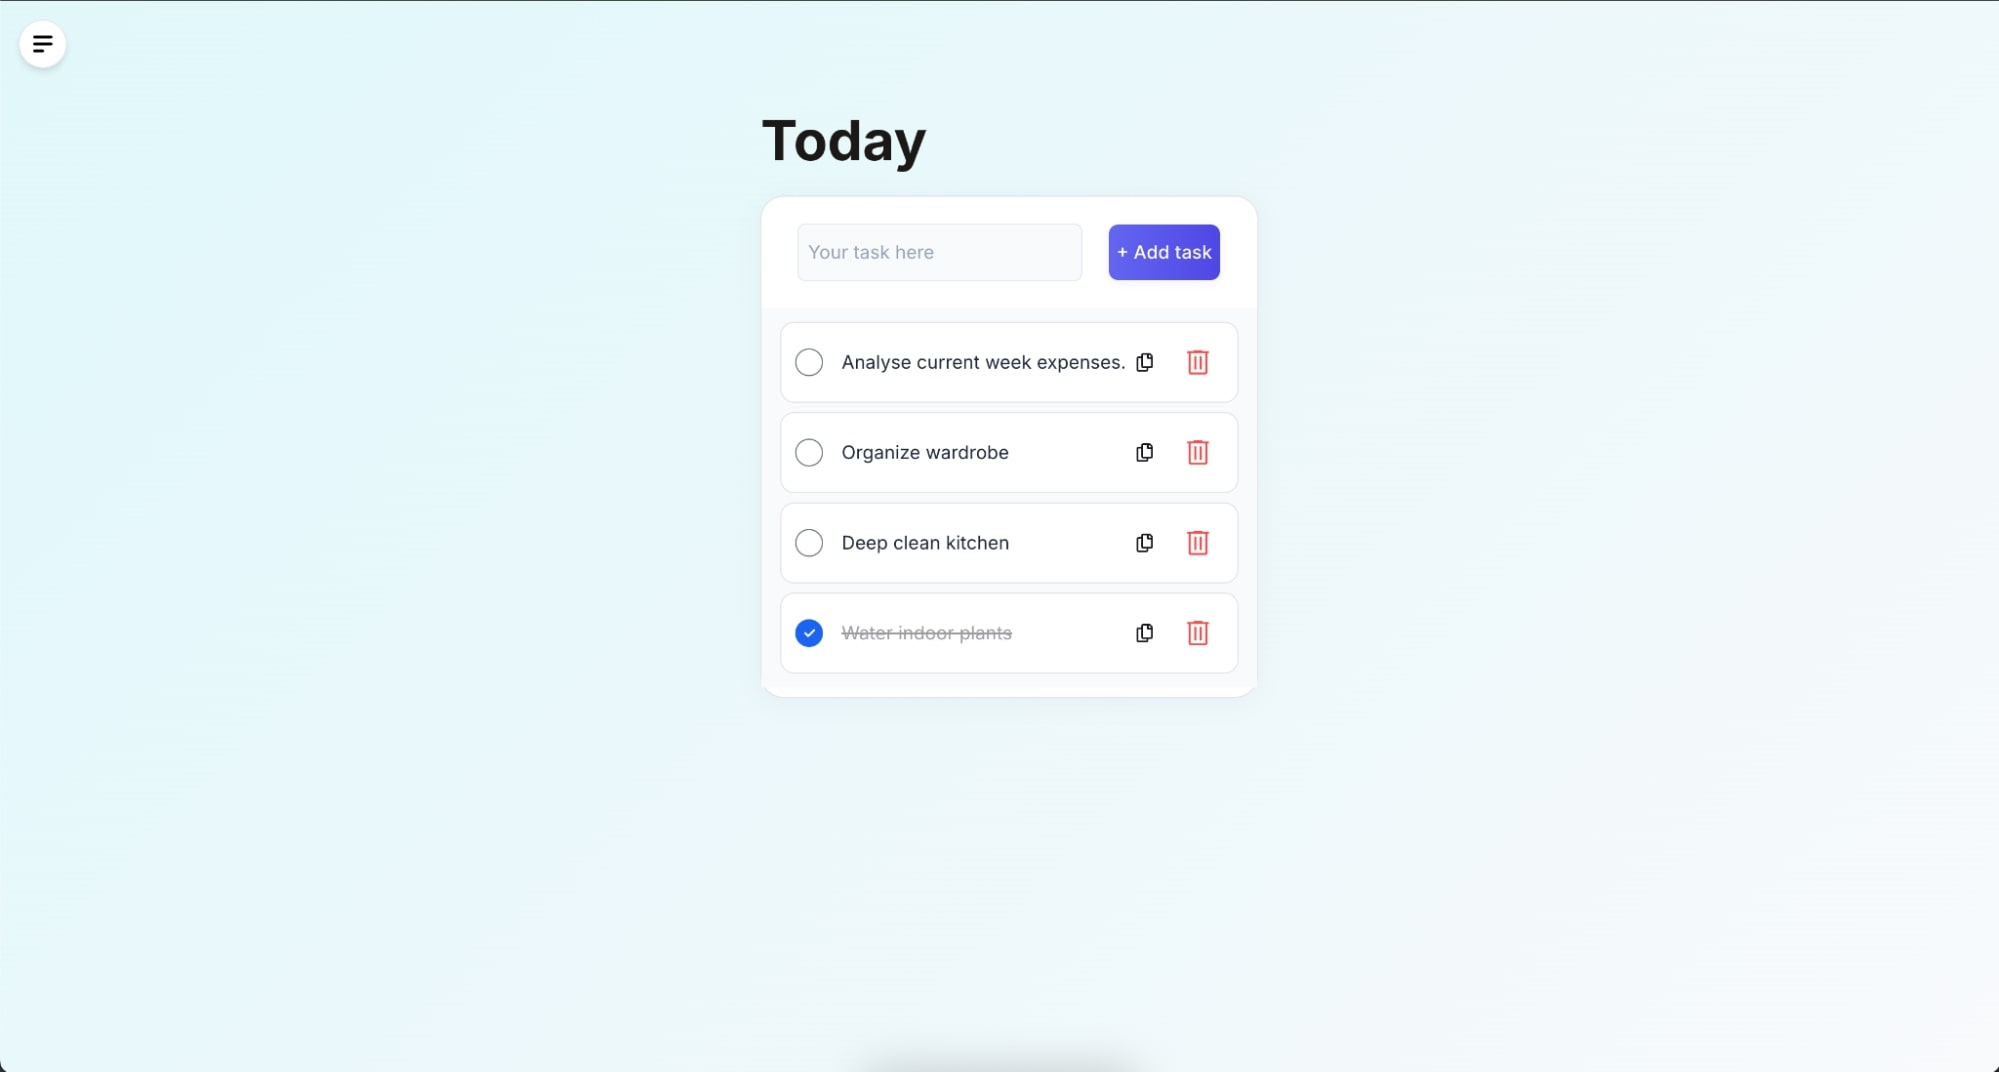 Today
Your task here
+ Add task
Analyse current week expenses.
Organize wardrobe
Deep clean kitchen
Water indoor plants